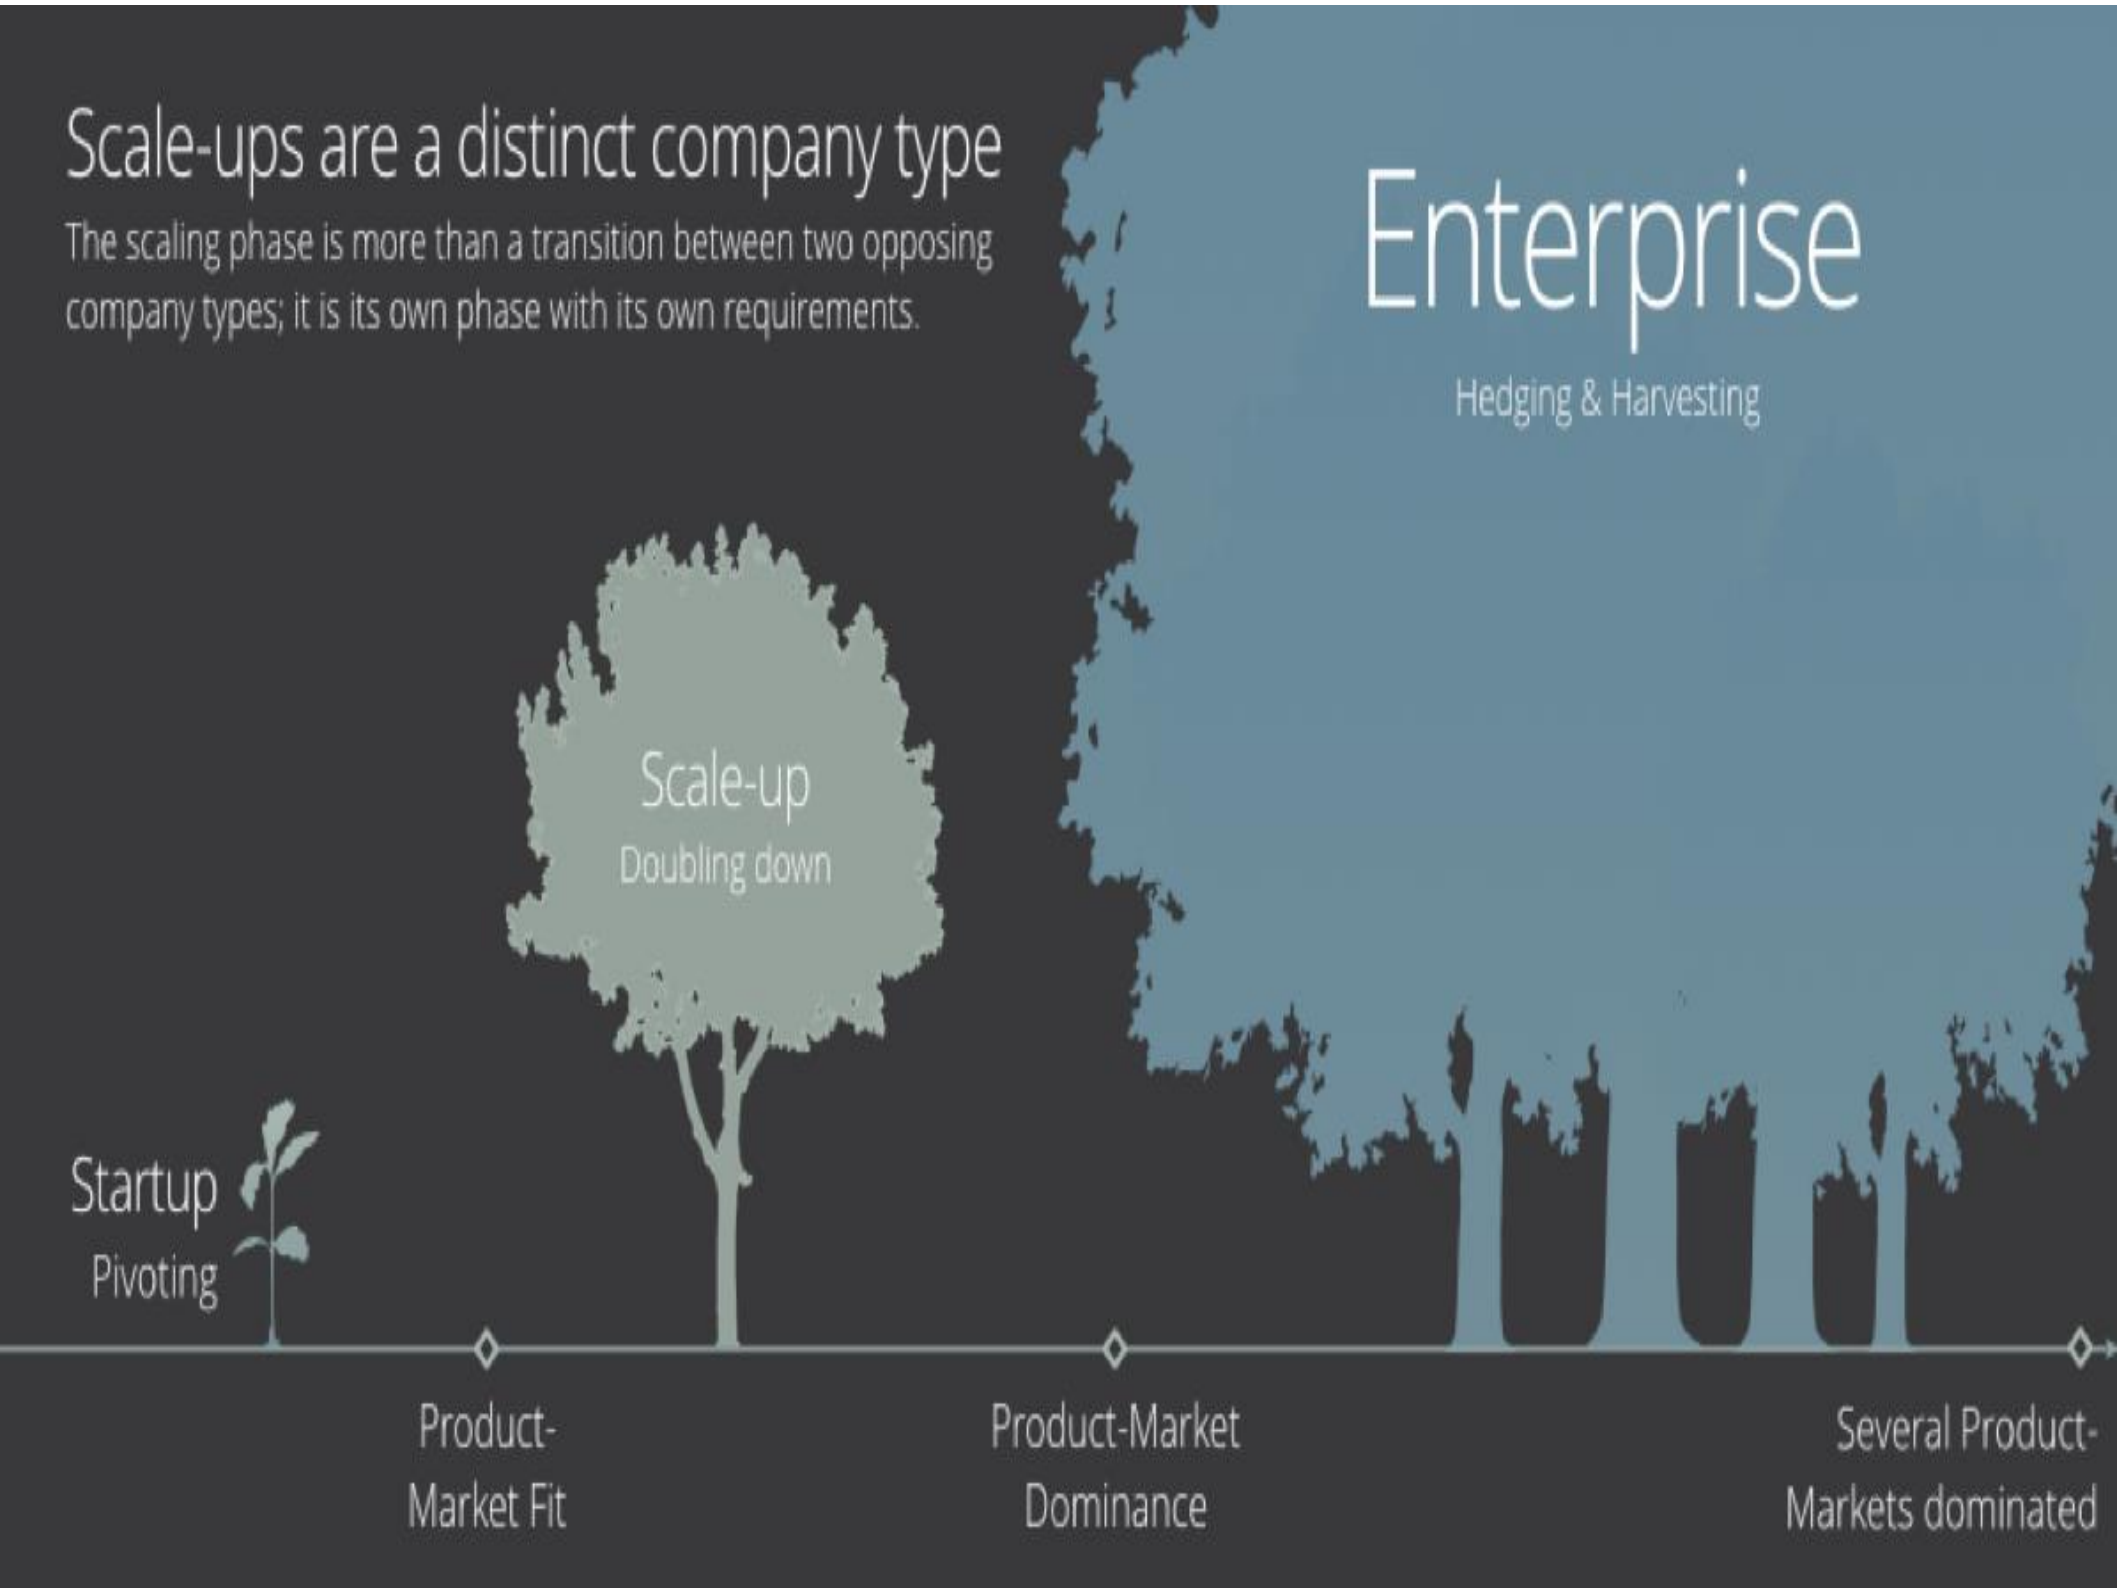 Scale-ups are a distinct company type
The scaling phase is more than a transition between two opposing
company types; it is its own phase with its own requirements.
Enterprise
Hedging & Harvesting
Scale-up
Doubling down
Startup
Pivoting
Product-
Market Fit
Product-Market
Dominance
Several Product-
Markets dominated